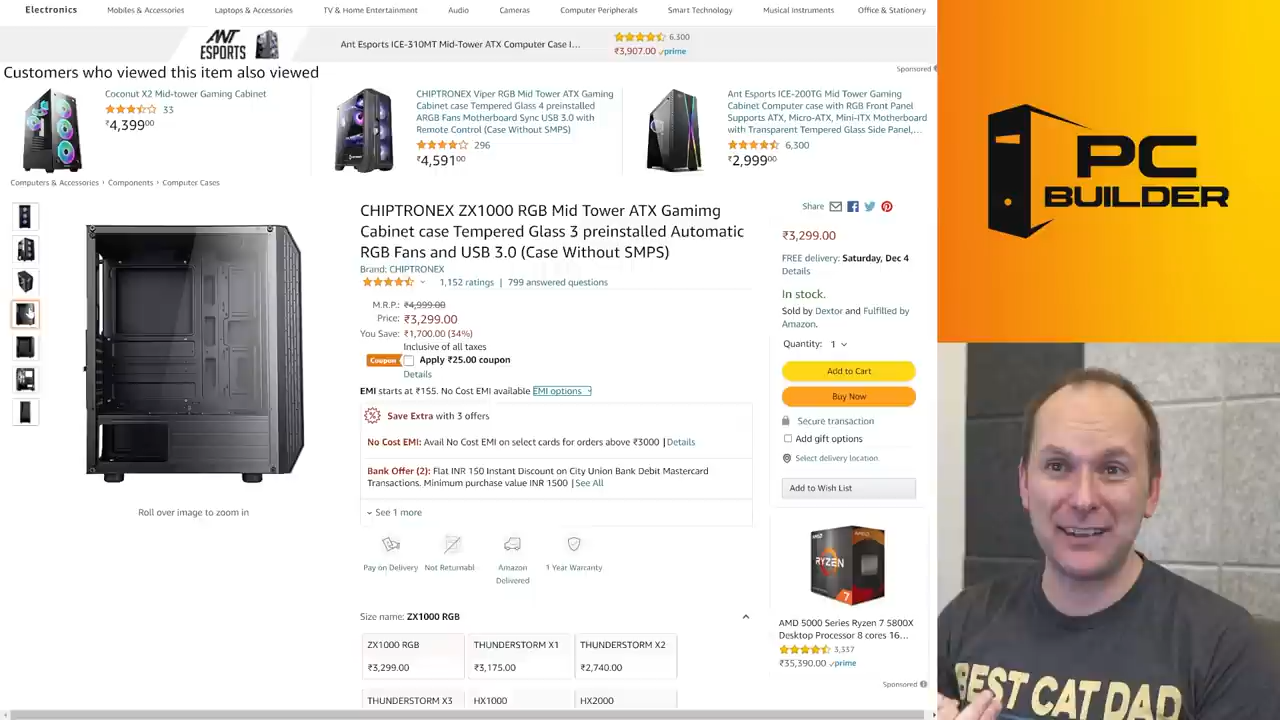 Electronics
Mobiles & Accessories
Laptops & Accessories
TV & Home Entertainment
Audio
Cameras
Computer Peripherals
Smart Technology
Musical Instruments
Office & Stationery
ANT
ESPORTS
Ant Esports ICE-310MT Mid-Tower ATX Computer Case I...
6,300
₹3,907.00 prime
Customers who viewed this item also viewed
Sponsored
Coconut X2 Mid-tower Gaming Cabinet
33
₹4,399.00
CHIPTRONEX Viper RGB Mid Tower ATX Gaming
Cabinet case Tempered Glass 4 preinstalled
ARGB Fans Motherboard Sync USB 3.0 with
Remote Control (Case Without SMPS)
296
₹4,591.00
Ant Esports ICE-200TG Mid Tower Gaming
Cabinet Computer case with RGB Front Panel
Supports ATX, Micro-ATX, Mini-ITX Motherboard
with Transparent Tempered Glass Side Panel,...
6,300
₹2,999.00
Computers & Accessories › Components › Computer Cases
CHIPTRONEX ZX1000 RGB Mid Tower ATX Gamimg
Cabinet case Tempered Glass 3 preinstalled Automatic
RGB Fans and USB 3.0 (Case Without SMPS)
Brand: CHIPTRONEX
1,152 ratings | 799 answered questions
M.R.P.: ₹4,999.00
Price: ₹3,299.00
You Save: ₹1,700.00 (34%)
Inclusive of all taxes
Coupon Apply ₹25.00 coupon
Details
EMI starts at ₹155. No Cost EMI available EMI options
Save Extra with 3 offers
No Cost EMI: Avail No Cost EMI on select cards for orders above ₹3000 | Details
Bank Offer (2): Flat INR 150 Instant Discount on City Union Bank Debit Mastercard
Transactions. Minimum purchase value INR 1500 | See All
See 1 more
Pay on Delivery
Not Returnabl
Amazon
Delivered
1 Year Warranty
Size name: ZX1000 RGB
ZX1000 RGB
₹3,299.00
THUNDERSTORM X1
₹3,175.00
THUNDERSTORM X2
₹2,740.00
THUNDERSTORM X3
HX1000
HX2000
Roll over image to zoom in
Share
₹3,299.00
FREE delivery: Saturday, Dec 4
Details
In stock.
Sold by Dextor and Fulfilled by
Amazon.
Quantity: 1
Add to Cart
Buy Now
Secure transaction
Add gift options
Select delivery location
Add to Wish List
AMD
RYZEN
7
AMD 5000 Series Ryzen 7 5800X
Desktop Processor 8 cores 16...
3,337
₹35,390.00 prime
Sponsored
PC
BUILDER
BEST CAT DAD